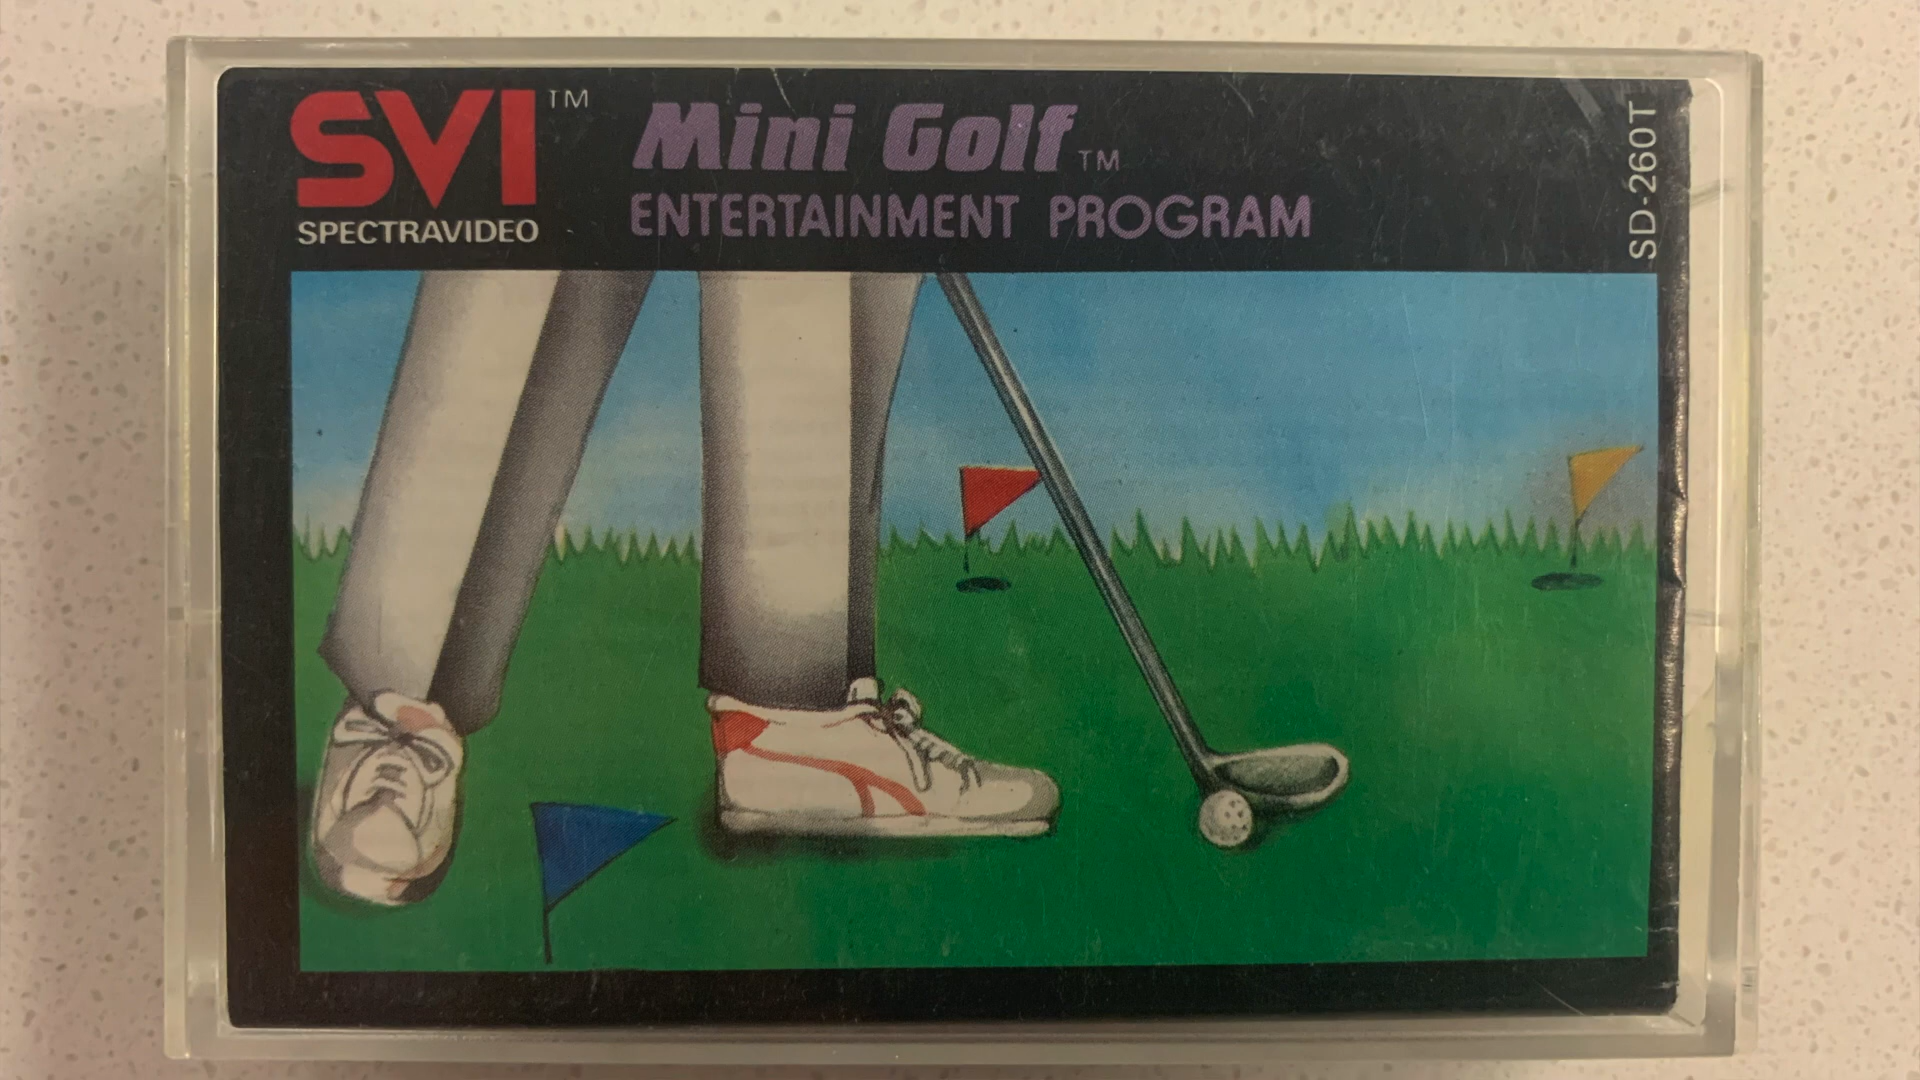 SVI™
SPECTRAVIDEO
Mini Golf™
ENTERTAINMENT PROGRAM
SD-260T